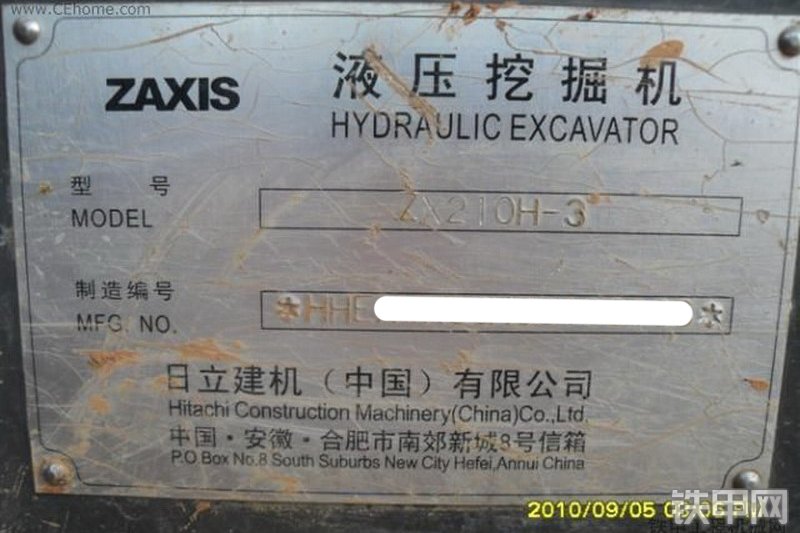 CEhome.com
ZAXIS
液压挖掘机
HYDRAULIC EXCAVATOR
型 号
MODEL
ZX210H-3
制造编号
MFG. NO.
*HHE *
日立建机（中国）有限公司
Hitachi Construction Machinery(China)Co.,Ltd.
中国·安徽·合肥市南郊新城8号信箱
P.O.Box No.8 South Suburbs New City Hefei,Annui China
2010/09/05
铁甲网